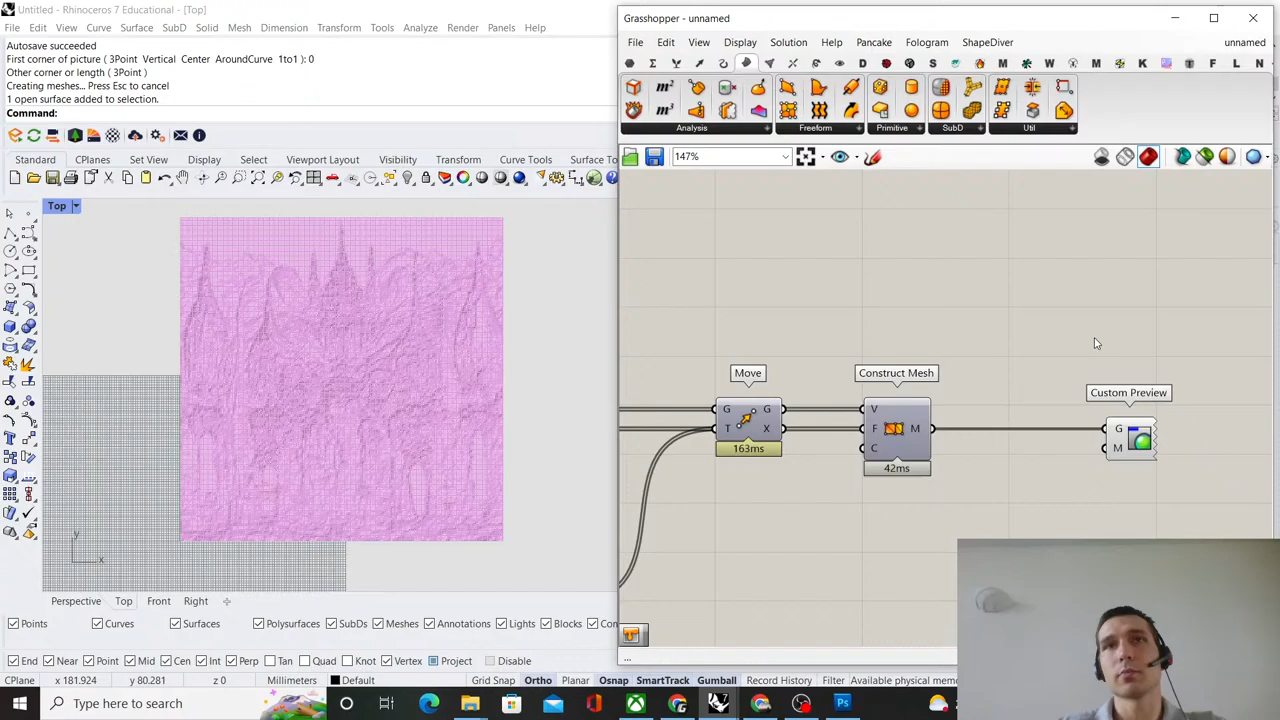 Untitled - Rhinoceros 7 Educational - [Top]
File Edit View Curve Surface SubD Solid Mesh Dimension Transform Tools Analyze Render Panels Help
Autosave succeeded
First corner of picture ( 3Point Vertical Center AroundCurve 1to1 ): 0
Other corner or length ( 3Point )
Creating meshes... Press Esc to cancel
1 open surface added to selection.
Command:
Standard CPlanes Set View Display Select Viewport Layout Visibility Transform Curve Tools Surface To
Top
y
x
Perspective Top Front Right
Points Curves Surfaces Polysurfaces SubDs Meshes Annotations Lights Blocks Con
End Near Point Mid Cen Int Perp Tan Quad Knot Vertex Project Disable
CPlane x 181.924 y 80.281 z 0 Millimeters Default Grid Snap Ortho Planar Osnap SmartTrack Gumball Record History Filter Available physical mem
Type here to search
Grasshopper - unnamed
File Edit View Display Solution Help Pancake Fologram ShapeDiver unnamed
D S M M K L F L N
m²
m³
Analysis Freeform Primitive SubD Util
147%
Move
G G
T X
163ms
Construct Mesh
V
F M
C
42ms
Custom Preview
G
M
...
Ps